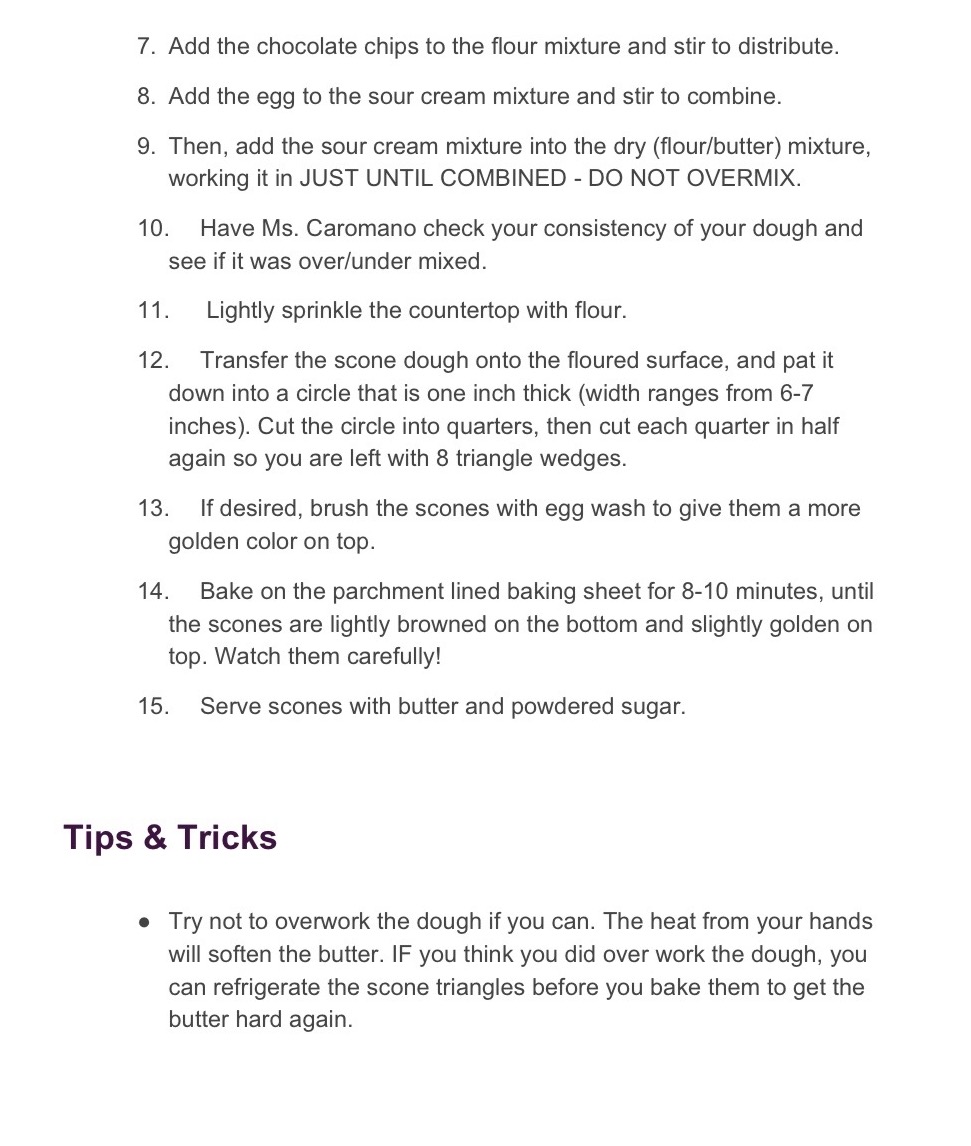 7. Add the chocolate chips to the flour mixture and stir to distribute.
8. Add the egg to the sour cream mixture and stir to combine.
9. Then, add the sour cream mixture into the dry (flour/butter) mixture,
working it in JUST UNTIL COMBINED - DO NOT OVERMIX.
10. Have Ms. Caromano check your consistency of your dough and
see if it was over/under mixed.
11. Lightly sprinkle the countertop with flour.
12. Transfer the scone dough onto the floured surface, and pat it
down into a circle that is one inch thick (width ranges from 6-7
inches). Cut the circle into quarters, then cut each quarter in half
again so you are left with 8 triangle wedges.
13. If desired, brush the scones with egg wash to give them a more
golden color on top.
14. Bake on the parchment lined baking sheet for 8-10 minutes, until
the scones are lightly browned on the bottom and slightly golden on
top. Watch them carefully!
15. Serve scones with butter and powdered sugar.
Tips & Tricks
● Try not to overwork the dough if you can. The heat from your hands
will soften the butter. IF you think you did over work the dough, you
can refrigerate the scone triangles before you bake them to get the
butter hard again.